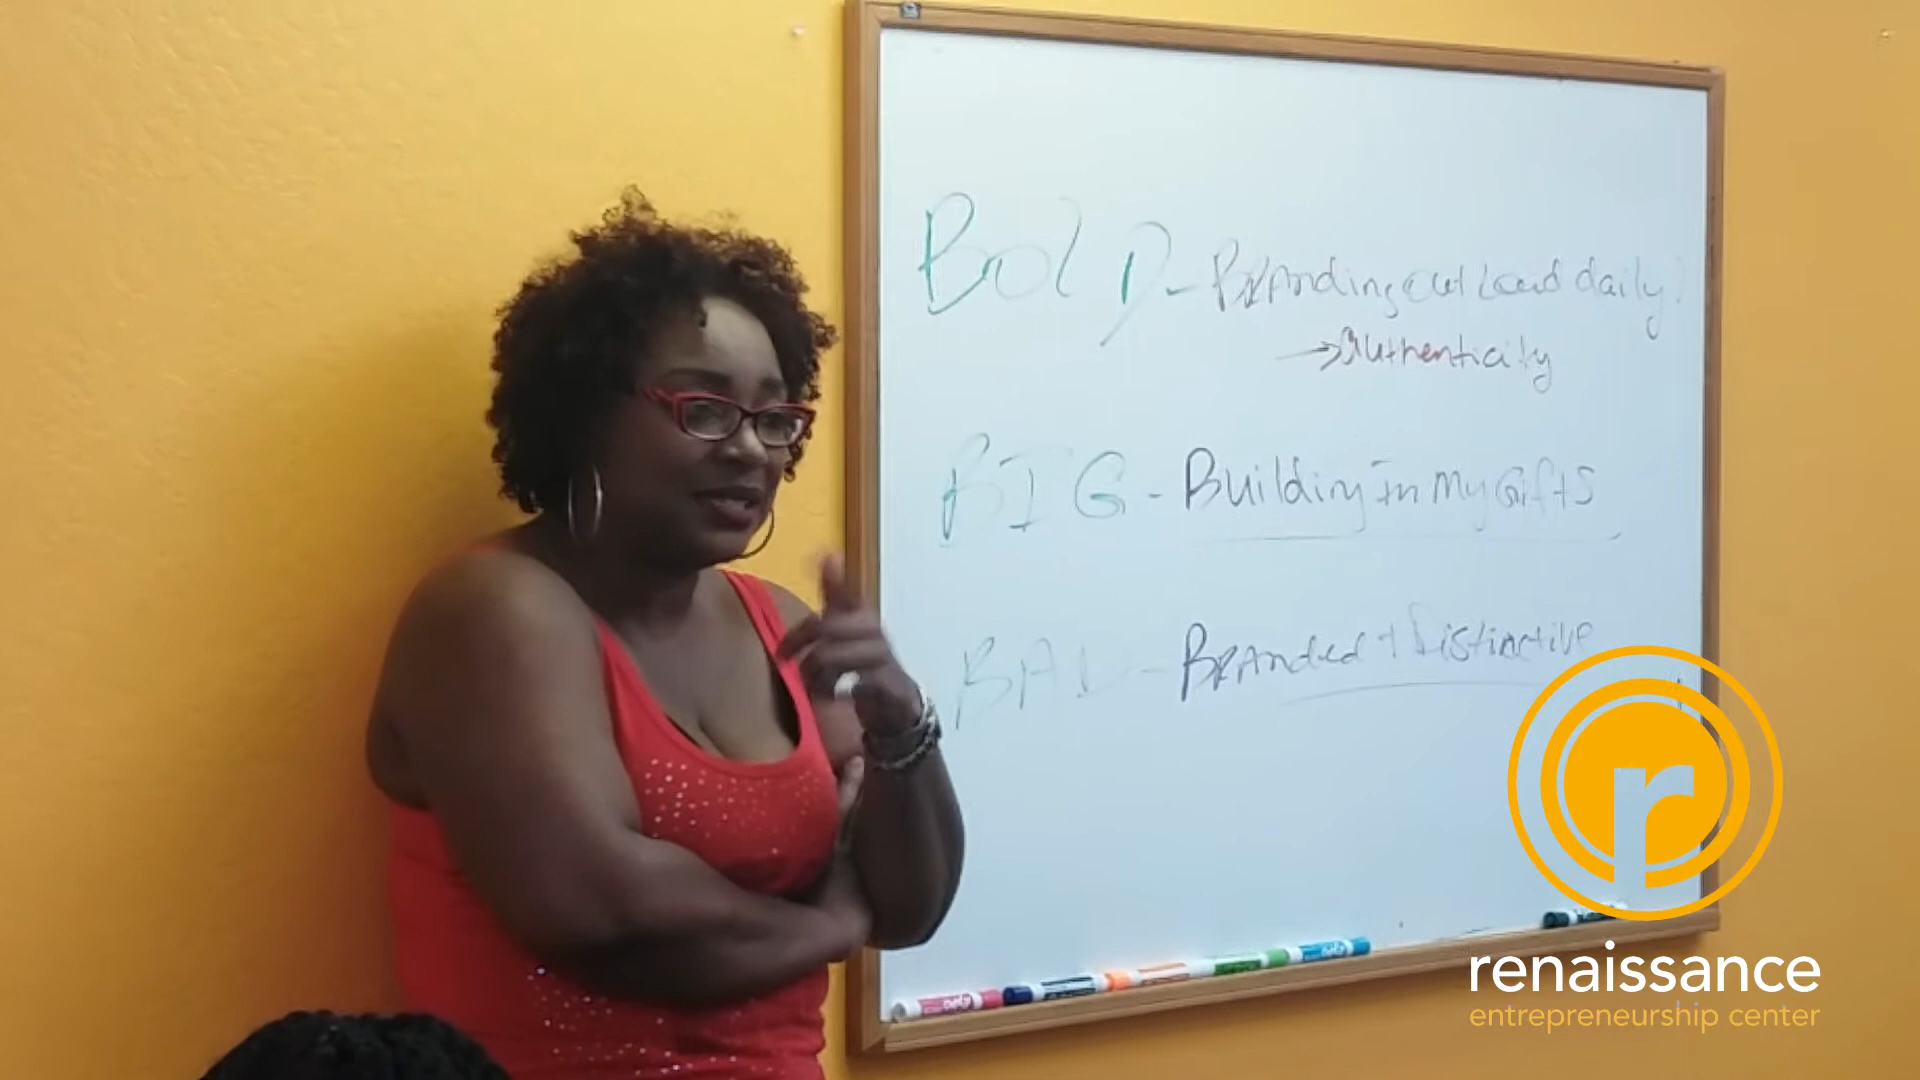 BOLD - Branding Out Loud daily!
→ Authenticity
BIG - Building In My Gifts
BAD - Branded + Distinctive
renaissance
entrepreneurship center